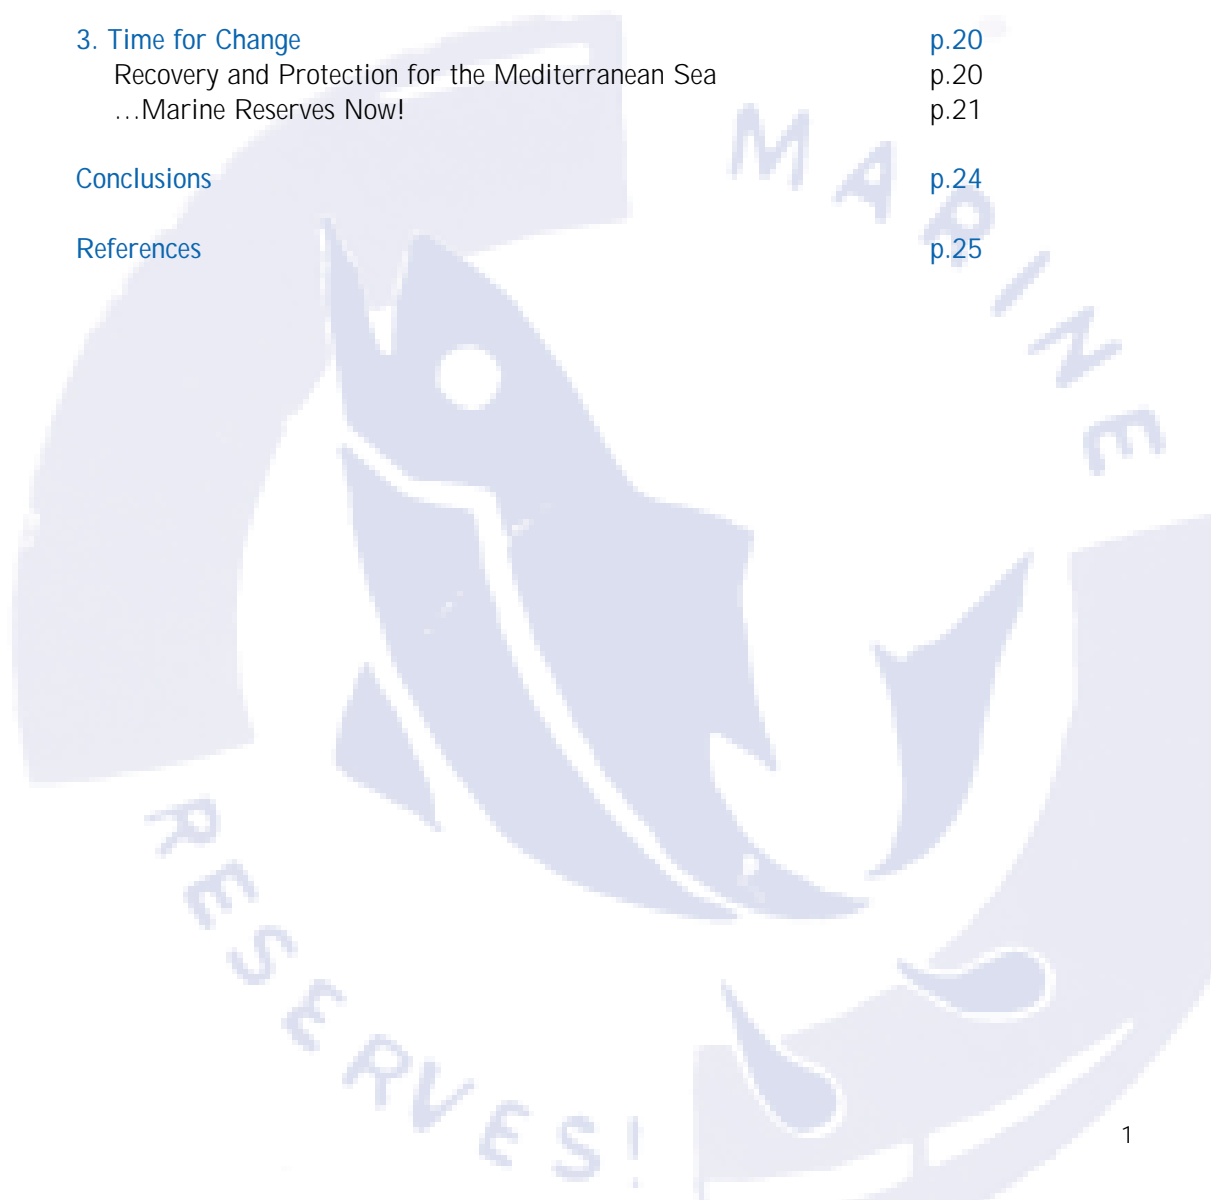 3. Time for Change p.20
Recovery and Protection for the Mediterranean Sea p.20
…Marine Reserves Now! p.21
Conclusions p.24
References p.25
MARINE
RESERVES!
1